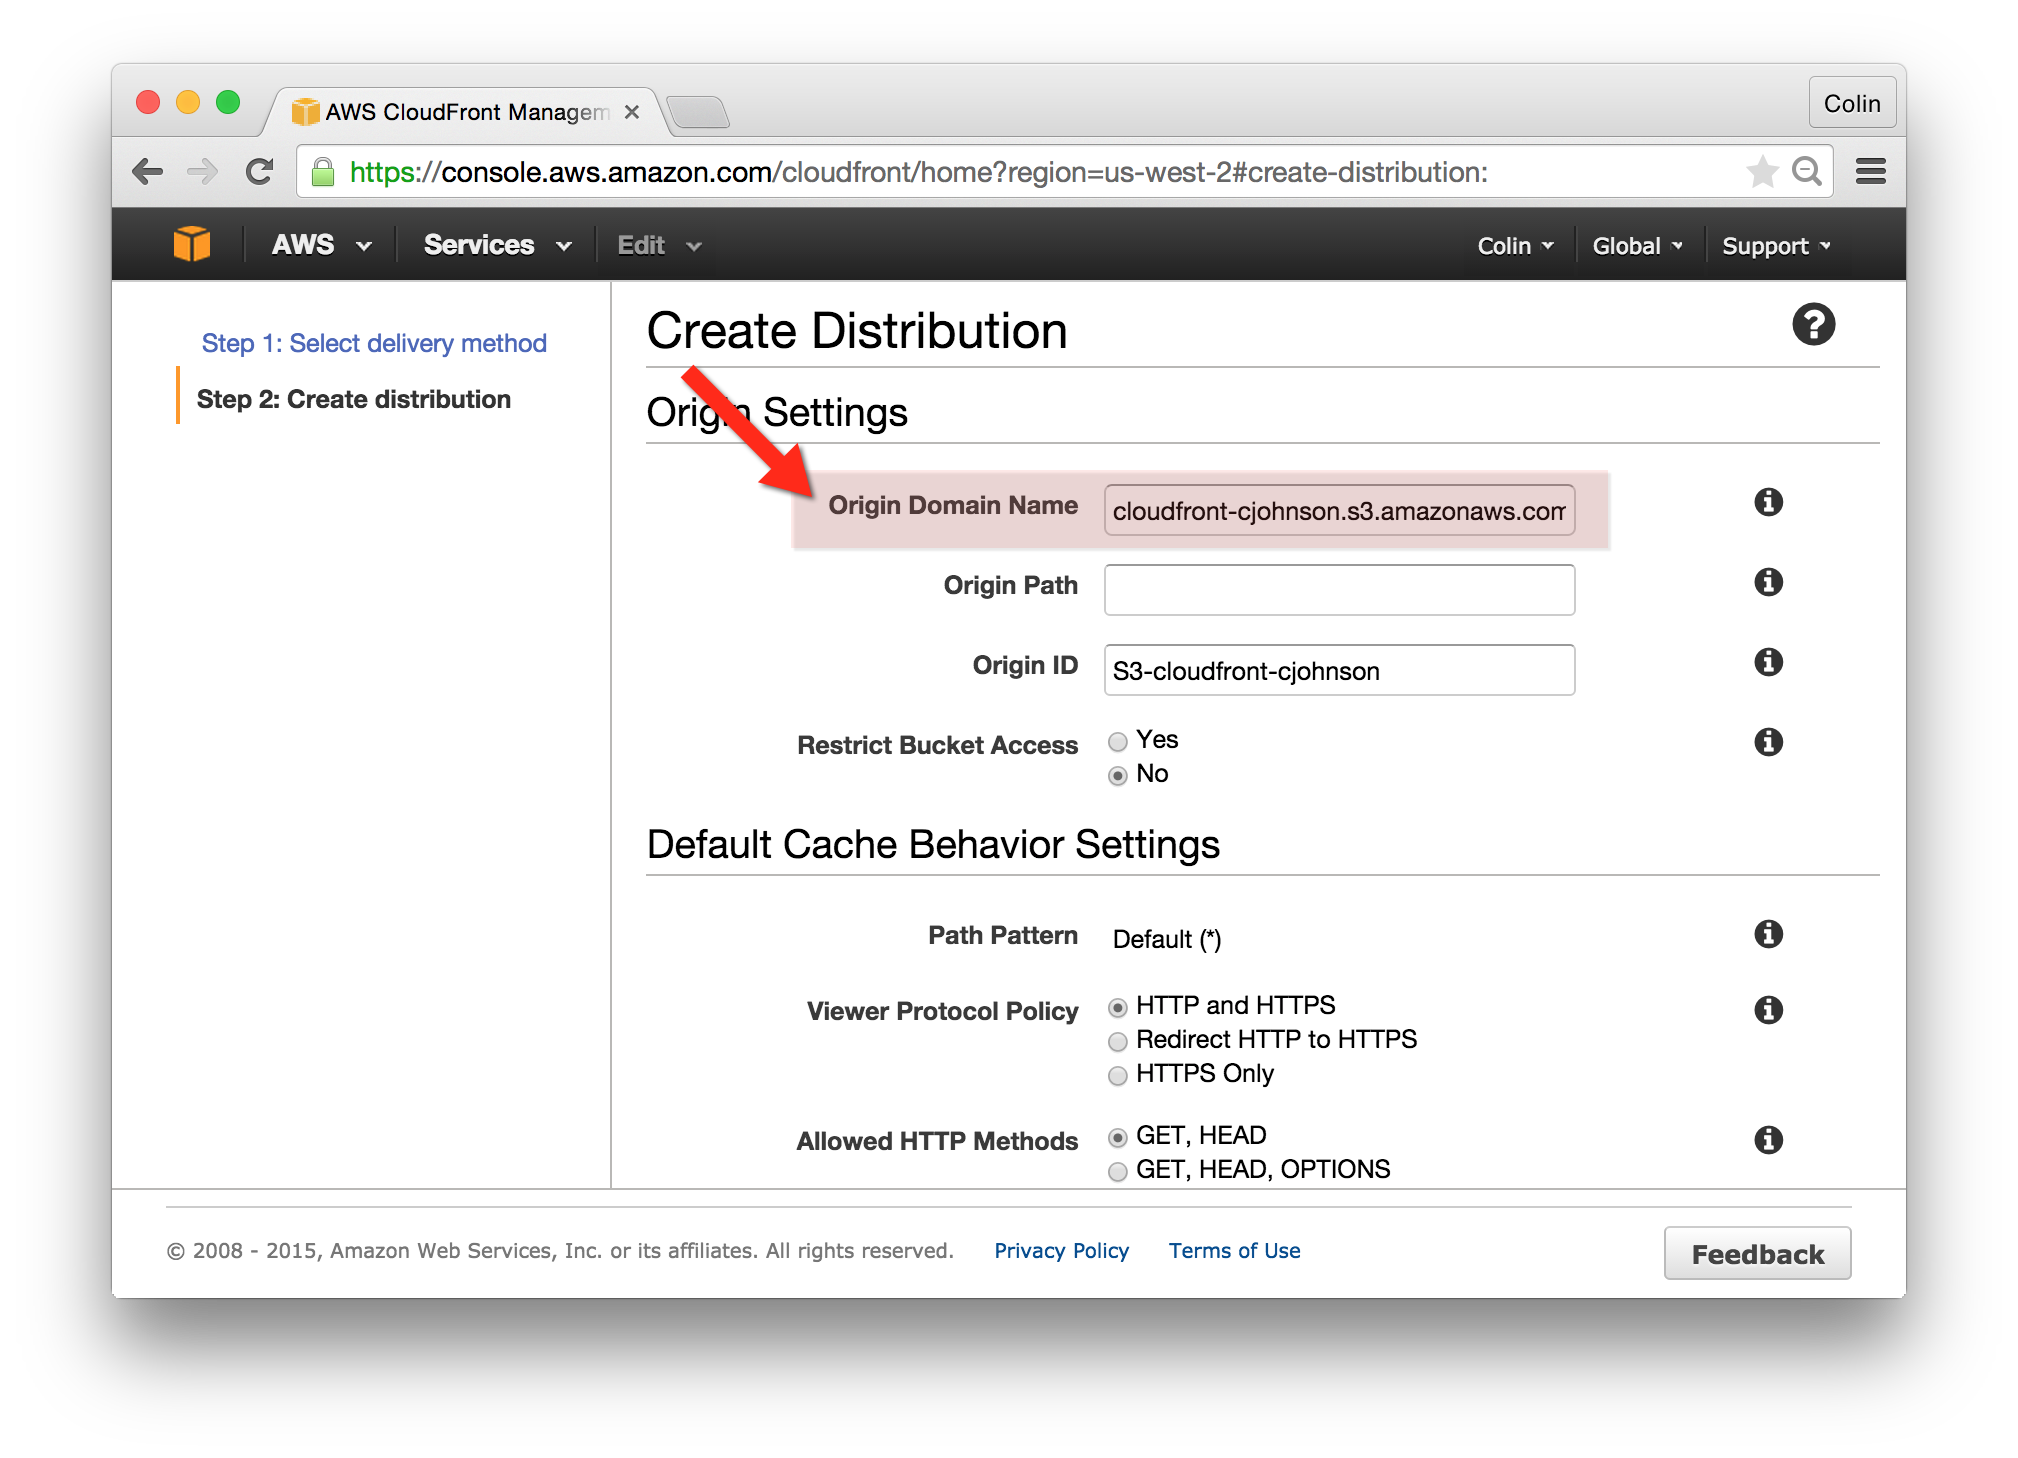 AWS CloudFront Managem
Colin
https://console.aws.amazon.com/cloudfront/home?region=us-west-2#create-distribution:
AWS Services Edit Colin Global Support
Step 1: Select delivery method
Step 2: Create distribution
Create Distribution
Origin Settings
Origin Domain Name cloudfront-cjohnson.s3.amazonaws.com
Origin Path
Origin ID S3-cloudfront-cjohnson
Restrict Bucket Access Yes
No
Default Cache Behavior Settings
Path Pattern Default (*)
Viewer Protocol Policy HTTP and HTTPS
Redirect HTTP to HTTPS
HTTPS Only
Allowed HTTP Methods GET, HEAD
GET, HEAD, OPTIONS
© 2008 - 2015, Amazon Web Services, Inc. or its affiliates. All rights reserved. Privacy Policy Terms of Use Feedback